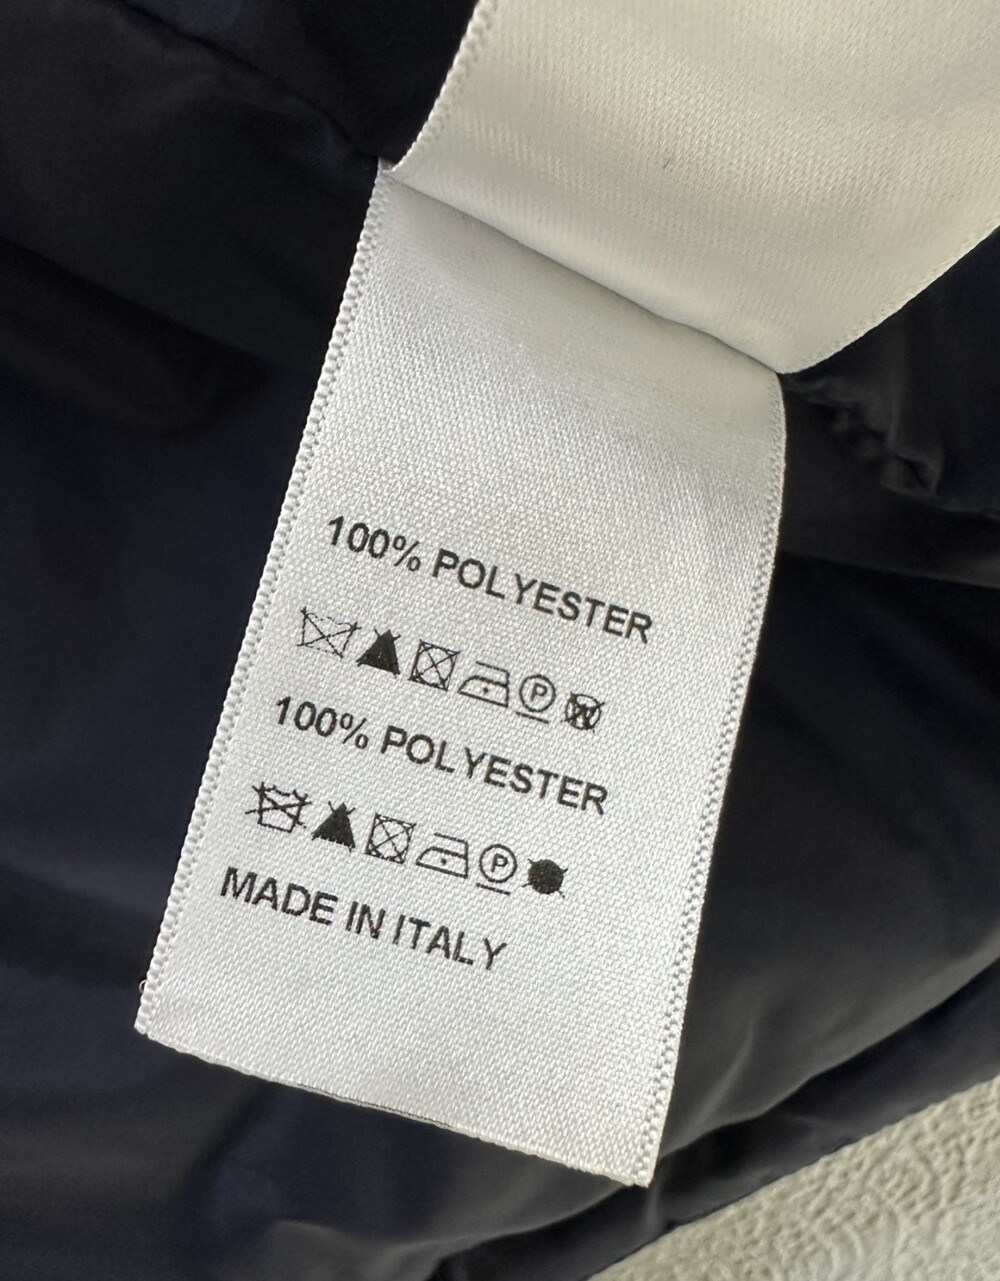 100% POLYESTER
P W
100% POLYESTER
P
MADE IN ITALY